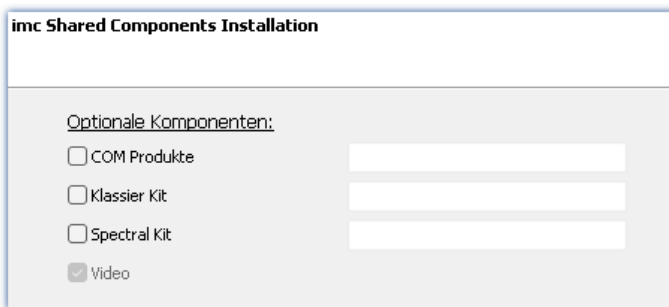 imc Shared Components Installation
Optionale Komponenten:
COM Produkte
Klassier Kit
Spectral Kit
Video